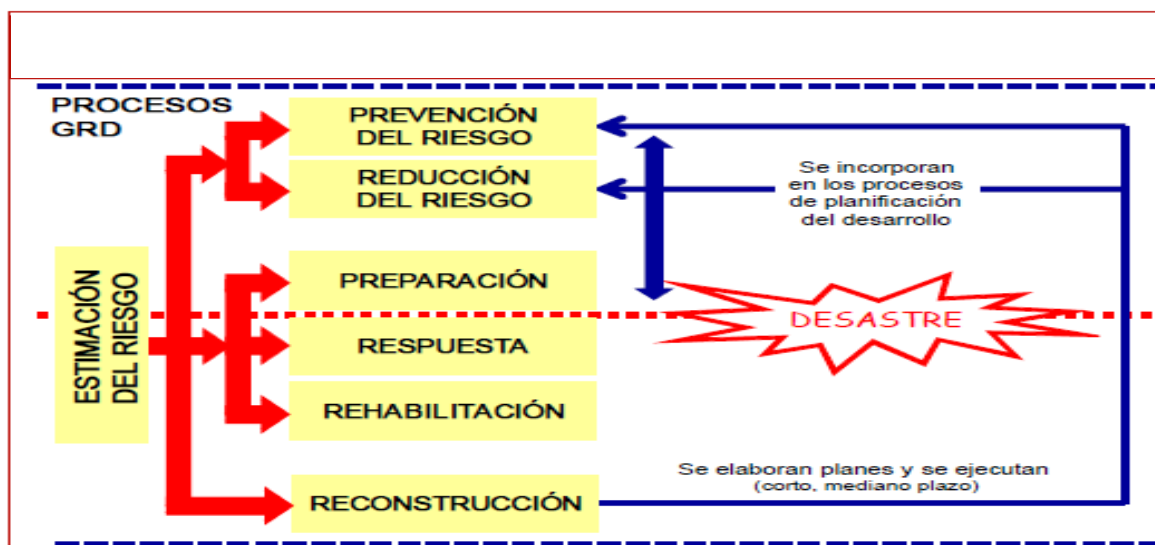 PROCESOS
GRD
PREVENCIÓN
DEL RIESGO
REDUCCIÓN
DEL RIESGO
Se incorporan
en los procesos
de planificación
del desarrollo
ESTIMACIÓN
DEL RIESGO
PREPARACIÓN
DESASTRE
RESPUESTA
REHABILITACIÓN
Se elaboran planes y se ejecutan
(corto, mediano plazo)
RECONSTRUCCIÓN